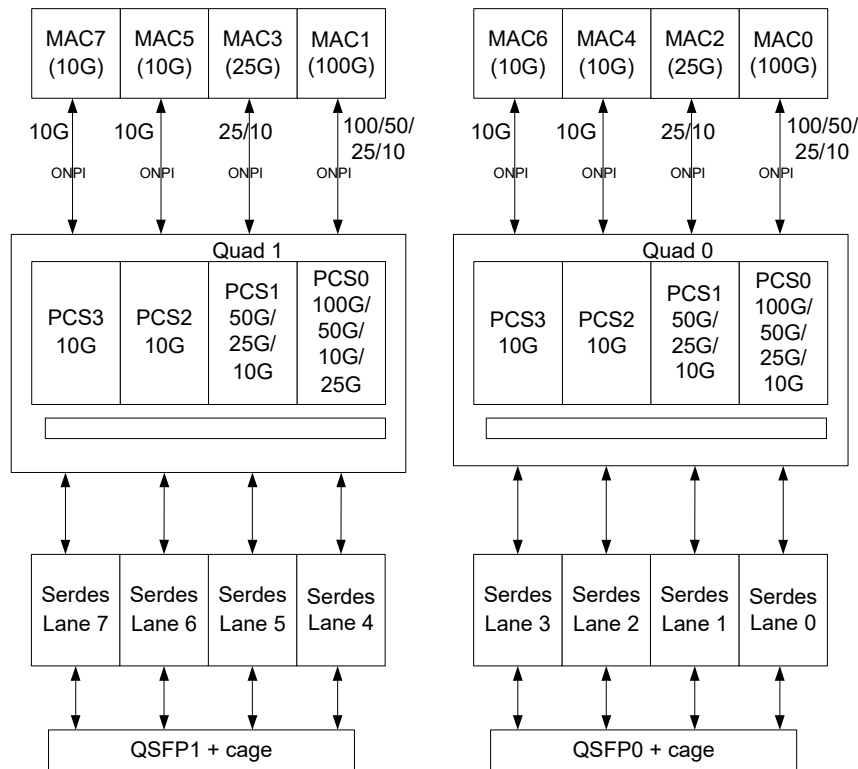 MAC7 MAC5 MAC3 MAC1
(10G) (10G) (25G) (100G)
10G 10G 25/10 100/50/
25/10
ONPI ONPI ONPI ONPI
Quad 1
PCS3
10G
PCS2
10G
PCS1
50G/
25G/
10G
PCS0
100G/
50G/
10G/
25G
Serdes Serdes Serdes Serdes
Lane 7 Lane 6 Lane 5 Lane 4
QSFP1 + cage
MAC6 MAC4 MAC2 MAC0
(10G) (10G) (25G) (100G)
10G 10G 25/10 100/50/
25/10
ONPI ONPI ONPI ONPI
Quad 0
PCS3
10G
PCS2
10G
PCS1
50G/
25G/
10G
PCS0
100G/
50G/
25G/
10G
Serdes Serdes Serdes Serdes
Lane 3 Lane 2 Lane 1 Lane 0
QSFP0 + cage